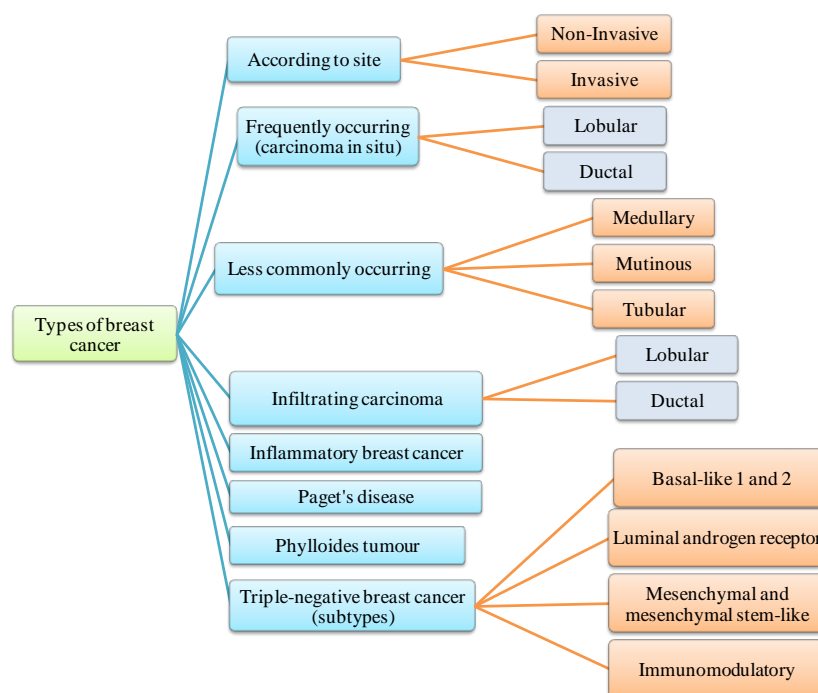 Types of breast
cancer
According to site
Non-Invasive
Invasive
Frequently occurring
(carcinoma in situ)
Lobular
Ductal
Less commonly occurring
Medullary
Mutinous
Tubular
Infiltrating carcinoma
Lobular
Ductal
Inflammatory breast cancer
Paget's disease
Phylloides tumour
Triple-negative breast cancer
(subtypes)
Basal-like 1 and 2
Luminal androgen receptor
Mesenchymal and
mesenchymal stem-like
Immunomodulatory